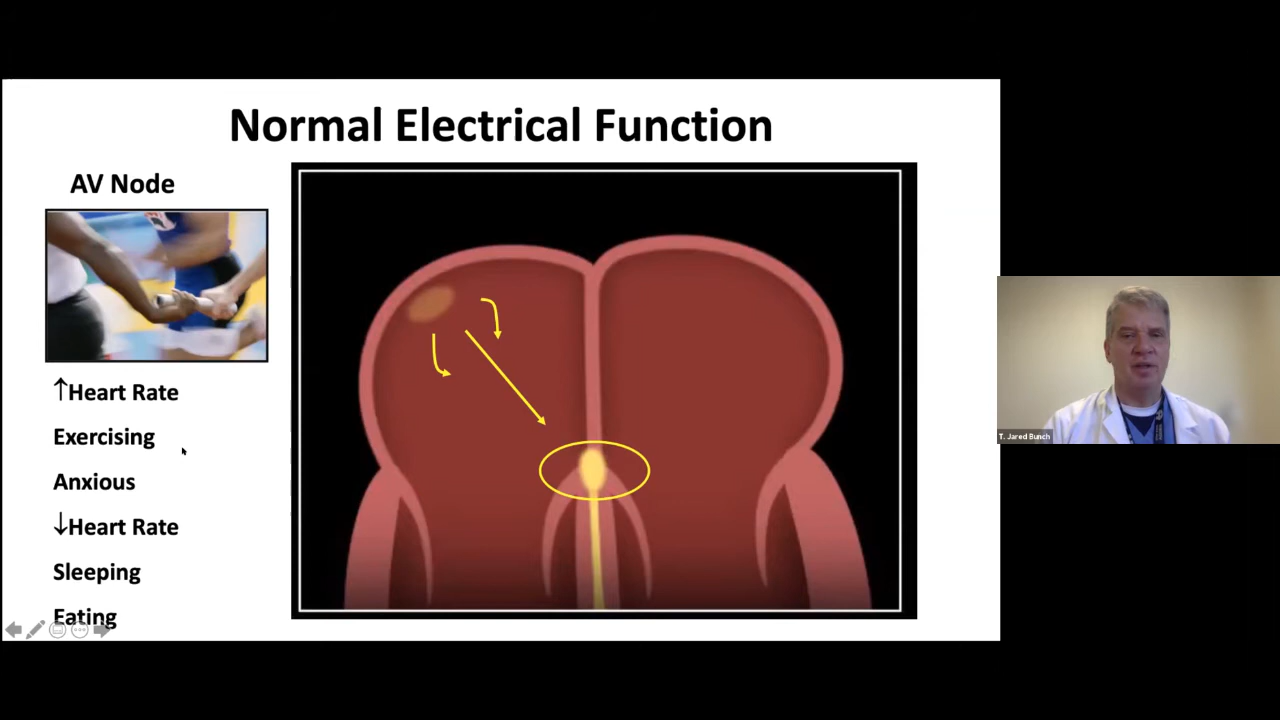 Normal Electrical Function
AV Node
↑Heart Rate
Exercising
Anxious
↓Heart Rate
Sleeping
Eating
T. Jared Bunch